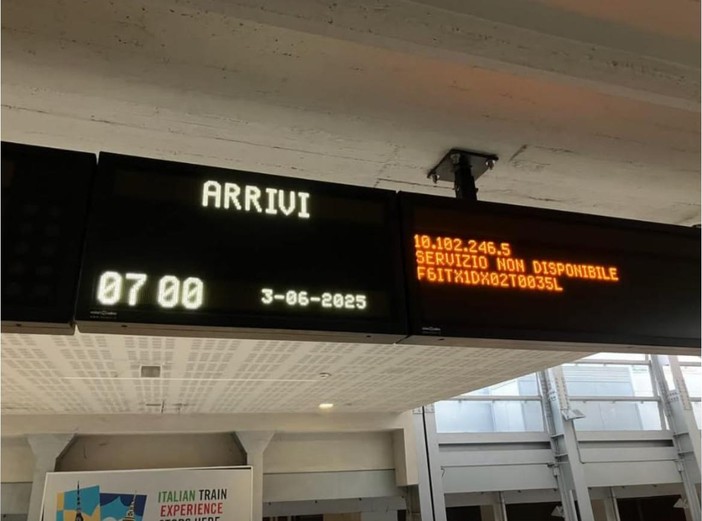 ARRIVI
07 00
3-06-2025
10.102.246.5
SERVIZIO NON DISPONIBILE
F6ITX1DX02T0035L
ITALIAN TRAIN
EXPERIENCE